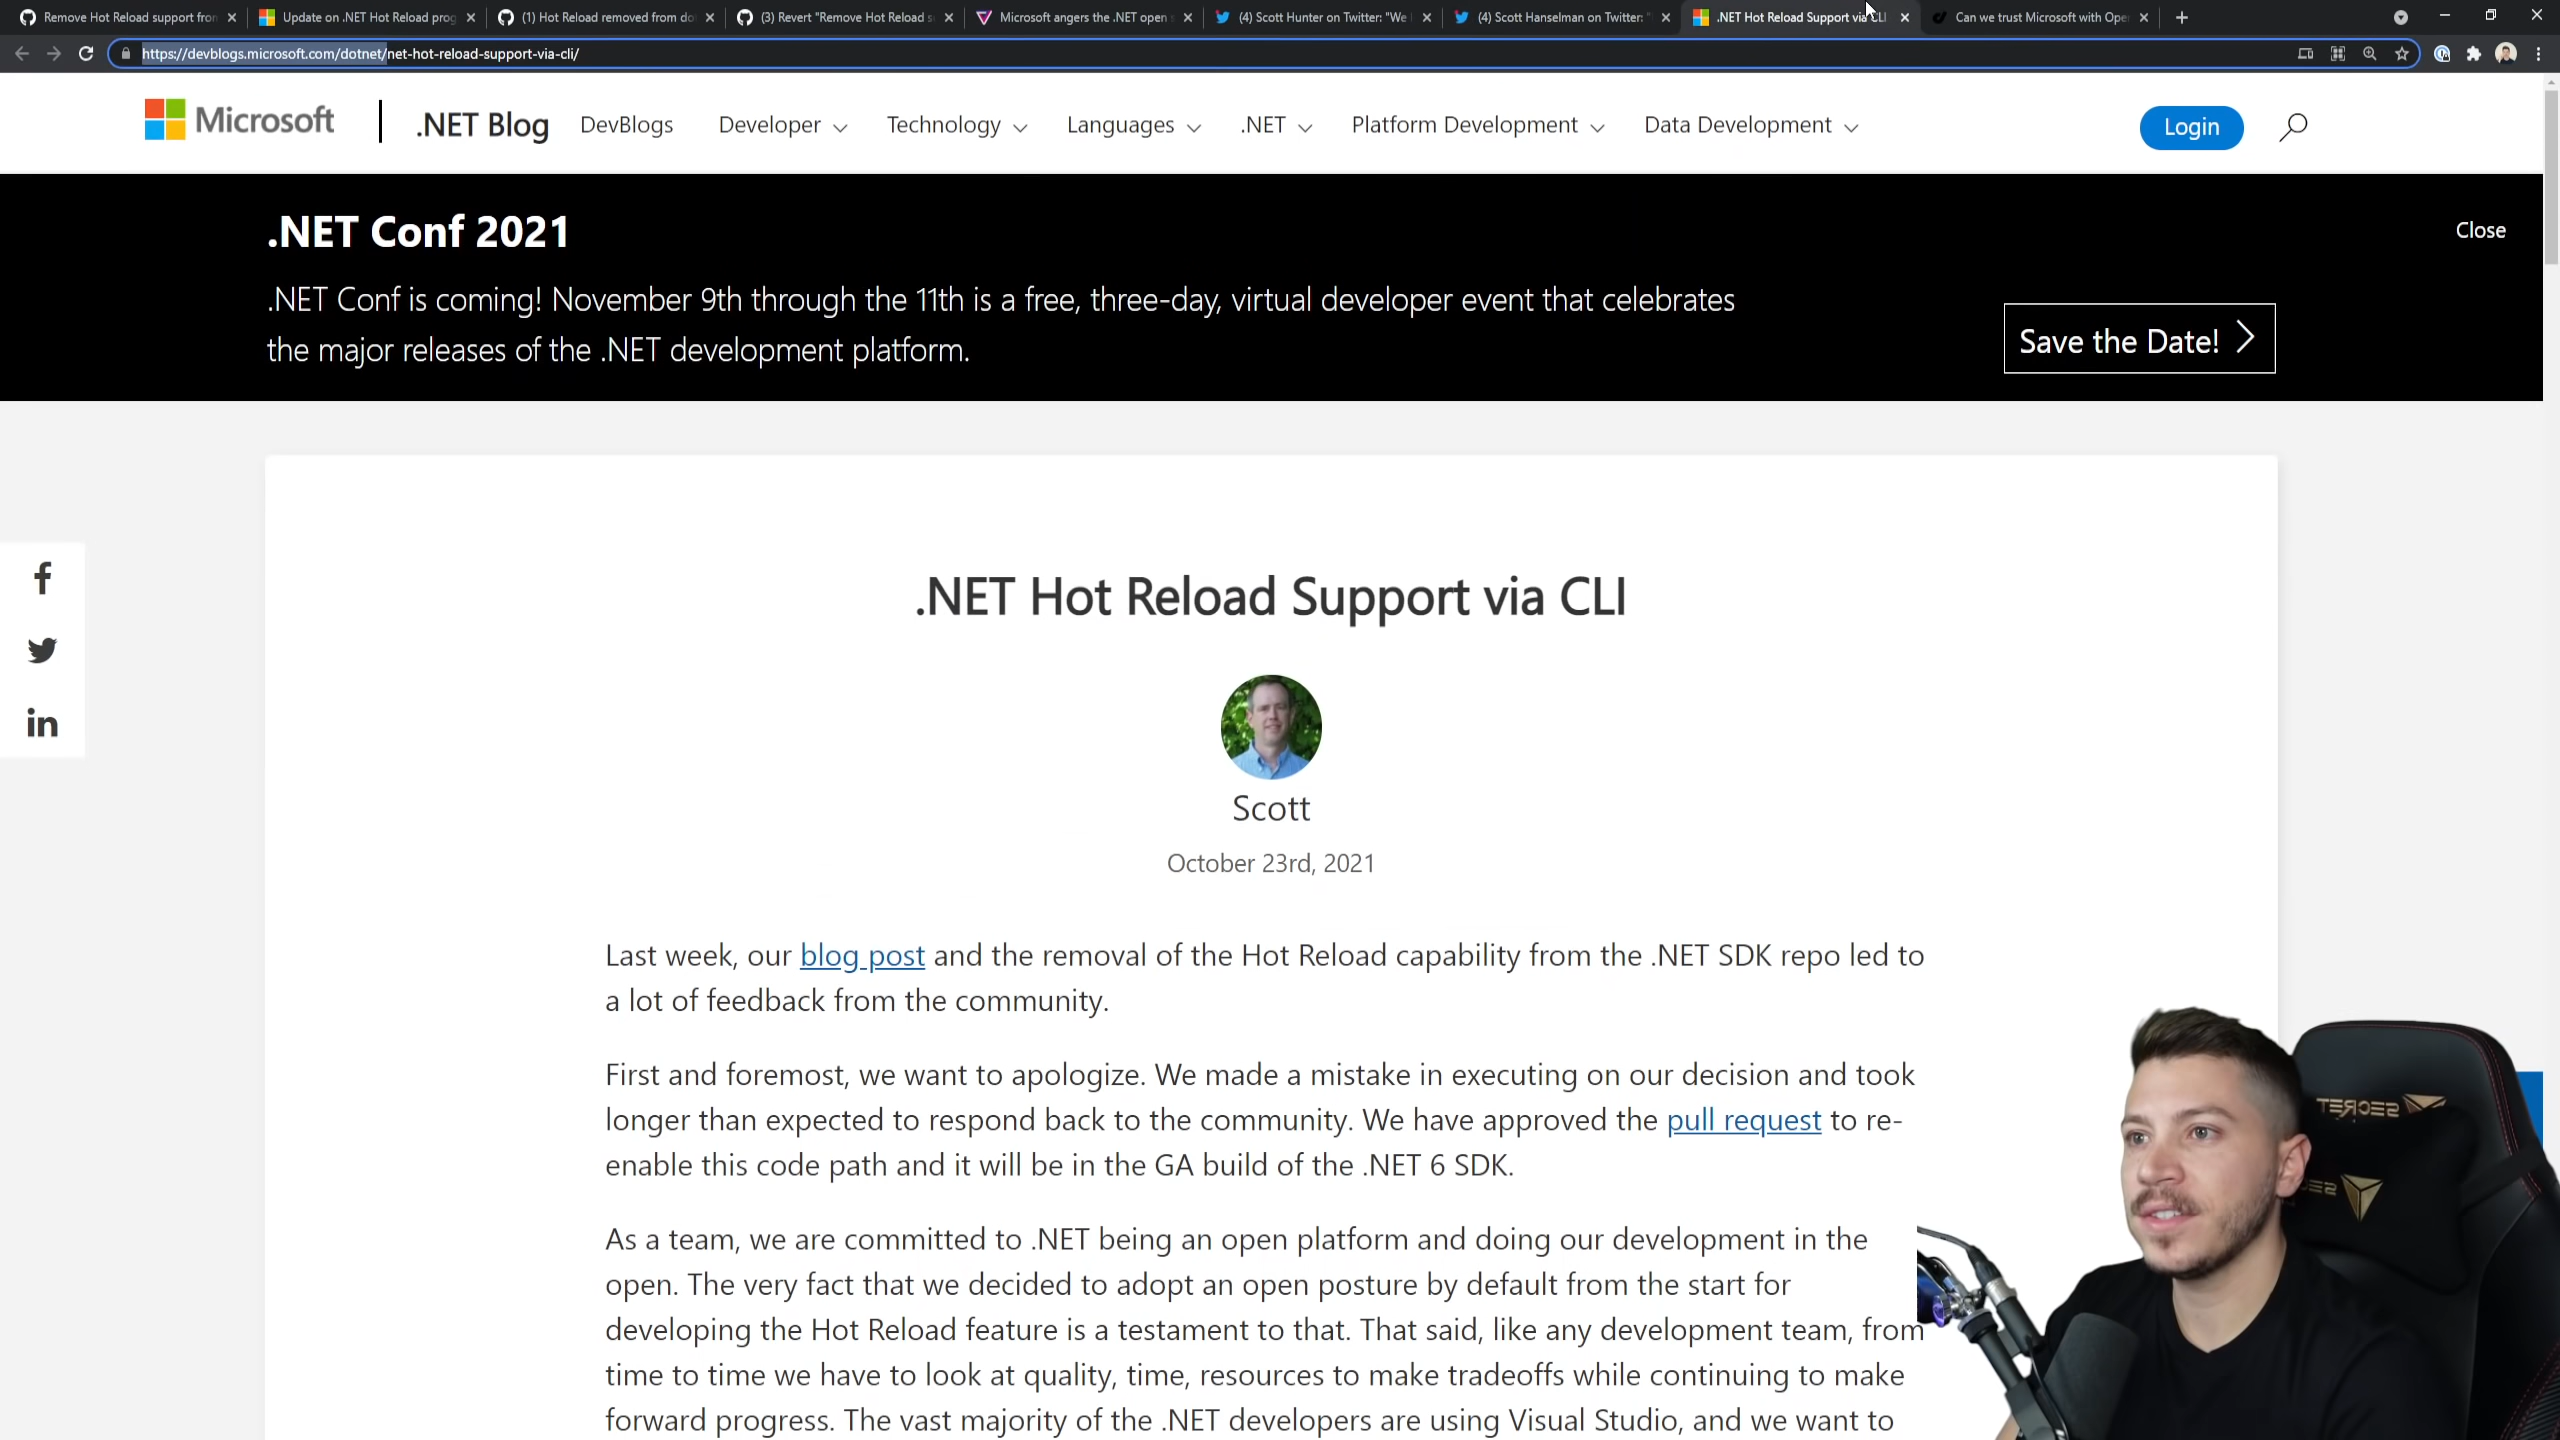 Remove Hot Reload support from
Update on .NET Hot Reload prog
(1) Hot Reload removed from do
(3) Revert "Remove Hot Reload s
Microsoft angers the .NET open s
(4) Scott Hunter on Twitter: "We
(4) Scott Hanselman on Twitter: "
.NET Hot Reload Support via CLI
Can we trust Microsoft with Ope
https://devblogs.microsoft.com/dotnet/net-hot-reload-support-via-cli/
Microsoft
.NET Blog
DevBlogs
Developer
Technology
Languages
.NET
Platform Development
Data Development
Login
.NET Conf 2021
Close
.NET Conf is coming! November 9th through the 11th is a free, three-day, virtual developer event that celebrates
the major releases of the .NET development platform.
Save the Date!
.NET Hot Reload Support via CLI
Scott
October 23rd, 2021
Last week, our blog post and the removal of the Hot Reload capability from the .NET SDK repo led to
a lot of feedback from the community.
First and foremost, we want to apologize. We made a mistake in executing on our decision and took
longer than expected to respond back to the community. We have approved the pull request to re-
enable this code path and it will be in the GA build of the .NET 6 SDK.
As a team, we are committed to .NET being an open platform and doing our development in the
open. The very fact that we decided to adopt an open posture by default from the start for
developing the Hot Reload feature is a testament to that. That said, like any development team, from
time to time we have to look at quality, time, resources to make tradeoffs while continuing to make
forward progress. The vast majority of the .NET developers are using Visual Studio, and we want to
SECRET
SEC